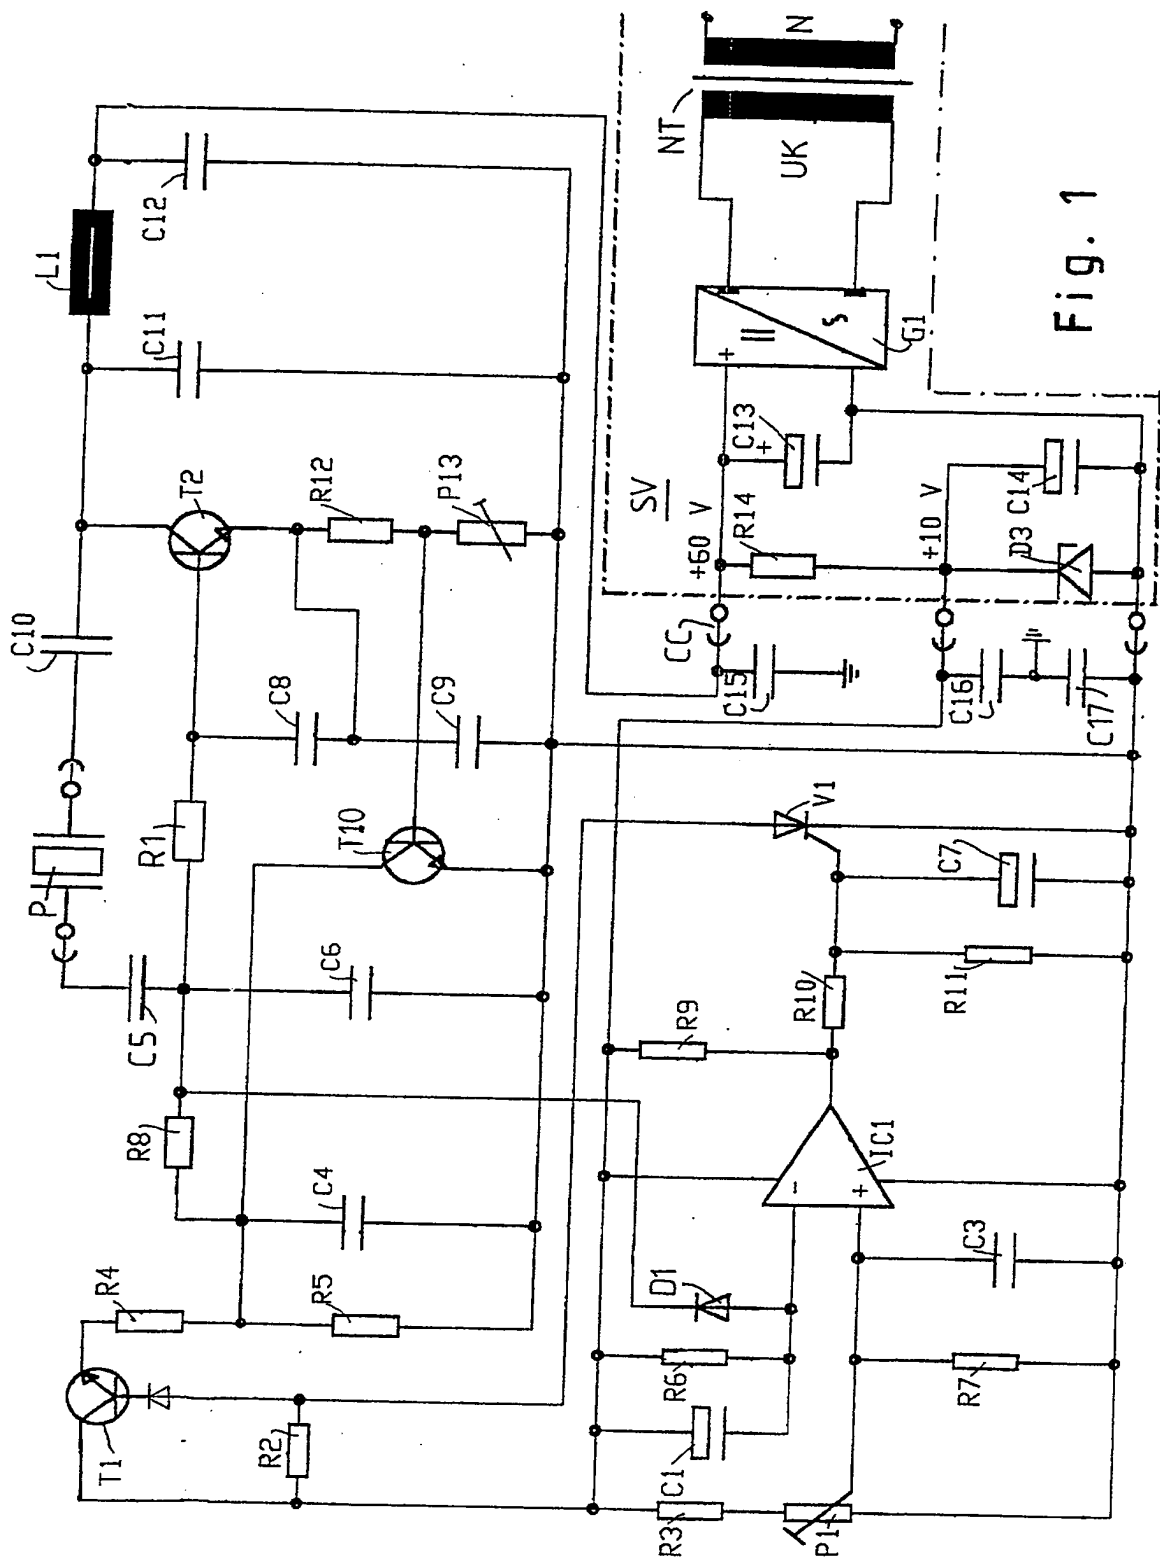 T1
R4
R8
C5
P
R1
C10
T2
L1
C11
C12
R2
R5
C4
C6
T10
C8
C9
R12
P13
R3
P1
C1
R6
D1
IC1
-
+
R7
C3
R9
R10
R11
C7
V1
CC
C15
C16
C17
SV
+60 V
R14
+10 V
D3
C14
C13
+
+
G1
UK
NT
N
Fig. 1